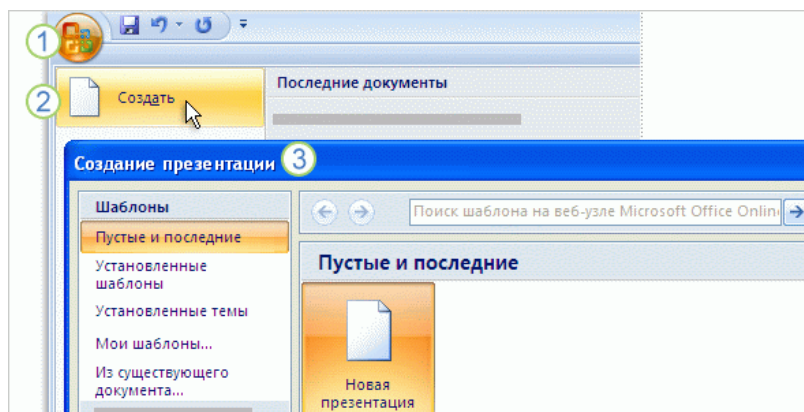 1
2
Создать
Последние документы
Создание презентации 3
Шаблоны
Пустые и последние
Установленные
шаблоны
Установленные темы
Мои шаблоны...
Из существующего
документа...
Поиск шаблона на веб-узле Microsoft Office Onlin
Пустые и последние
Новая
презентация